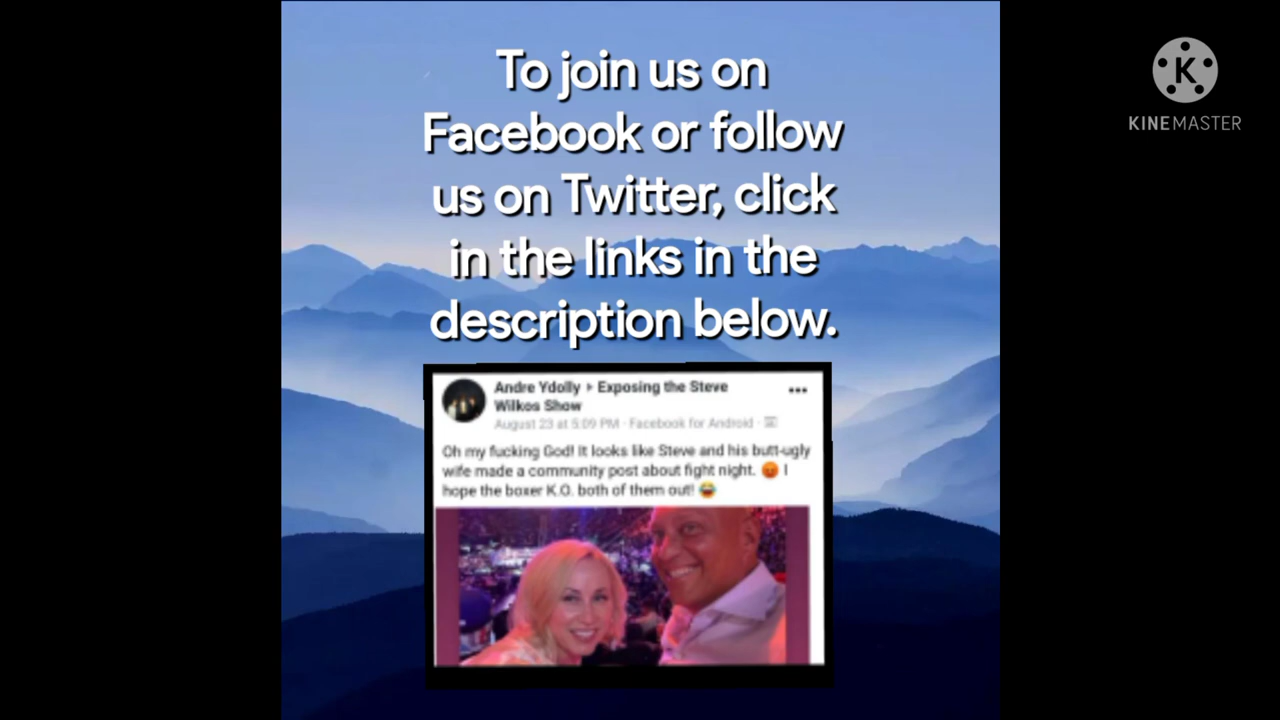 To join us on
Facebook or follow
us on Twitter, click
in the links in the
description below.
K
KINEMASTER
Andre Ydolly ▸ Exposing the Steve
Wilkos Show
August 23 at 5:09 PM · Facebook for Android ·
Oh my fucking God! It looks like Steve and his butt-ugly
wife made a community post about fight night. 😡 I
hope the boxer K.O. both of them out! 😂